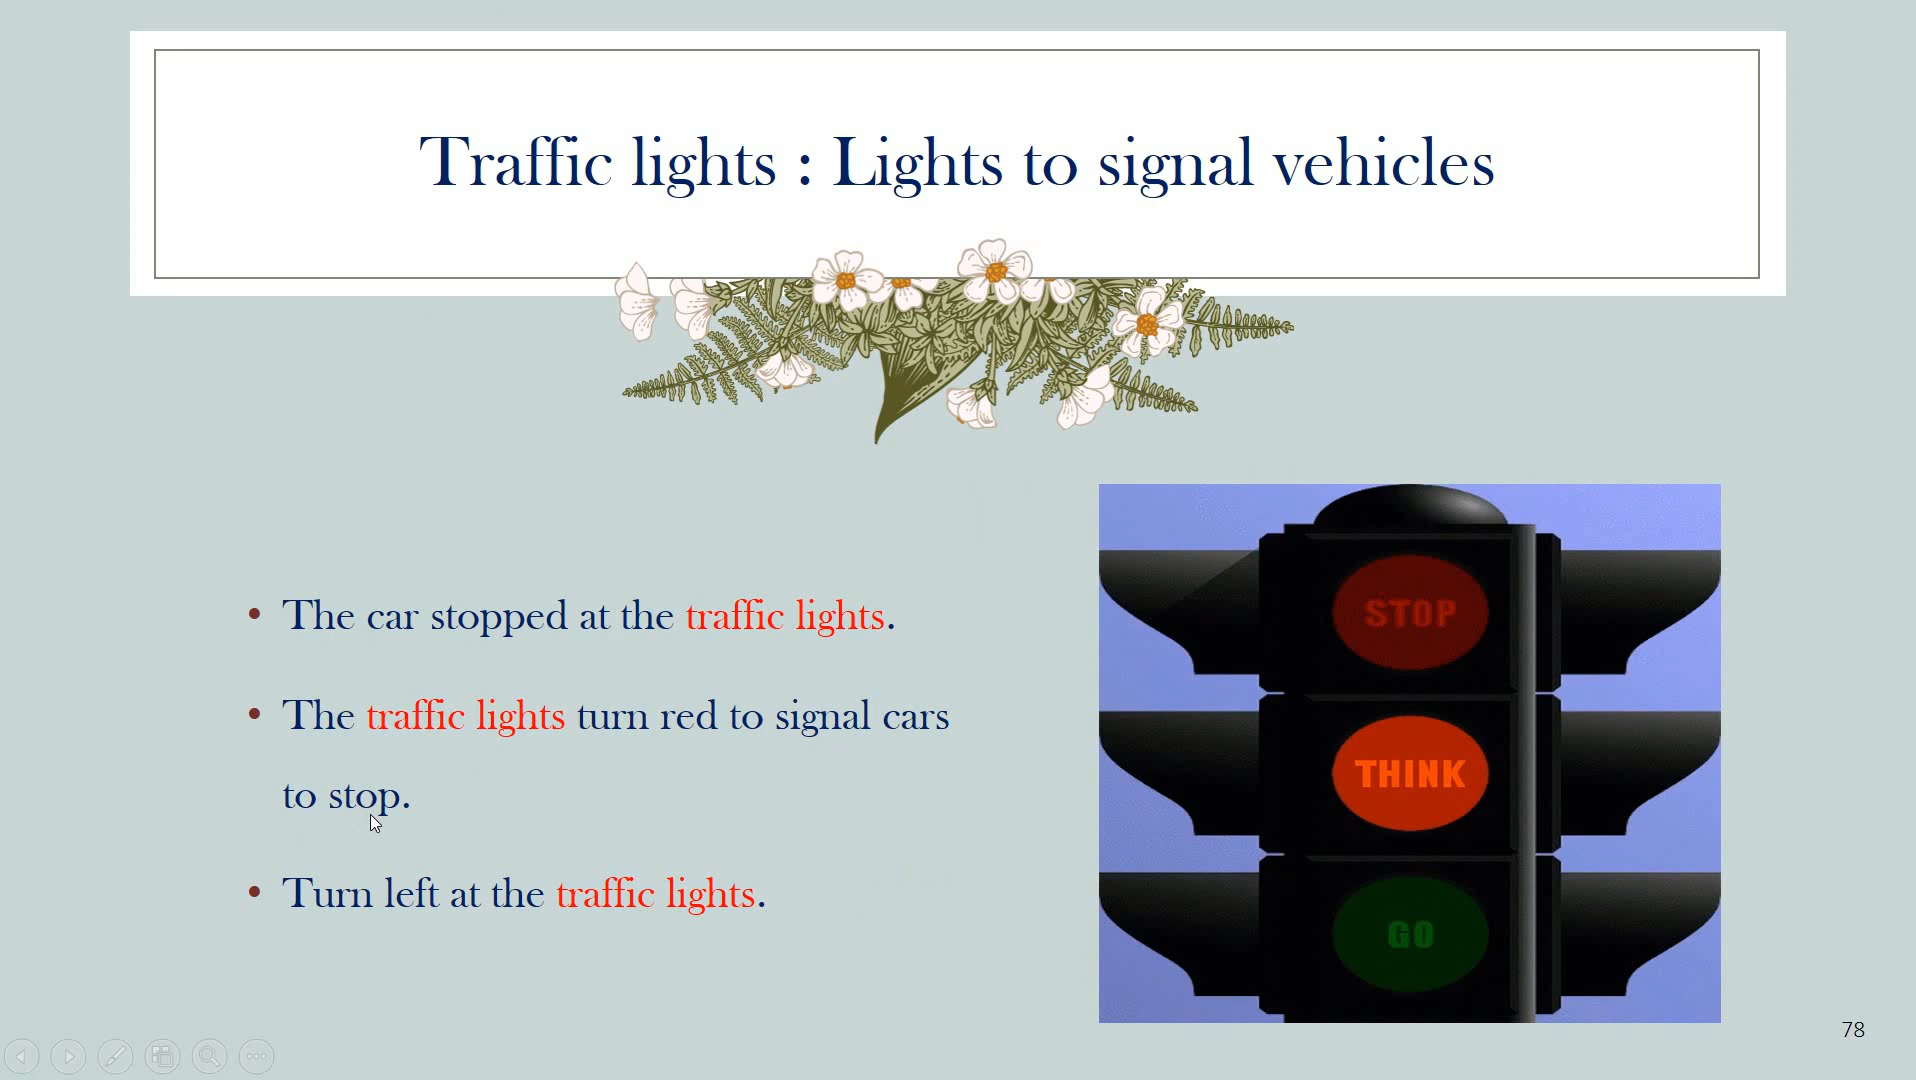 Traffic lights : Lights to signal vehicles
• The car stopped at the traffic lights.
• The traffic lights turn red to signal cars
to stop.
• Turn left at the traffic lights.
STOP
THINK
GO
78